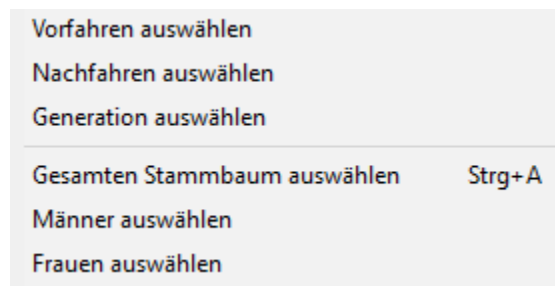 Vorfahren auswählen
Nachfahren auswählen
Generation auswählen
Gesamten Stammbaum auswählen Strg+A
Männer auswählen
Frauen auswählen